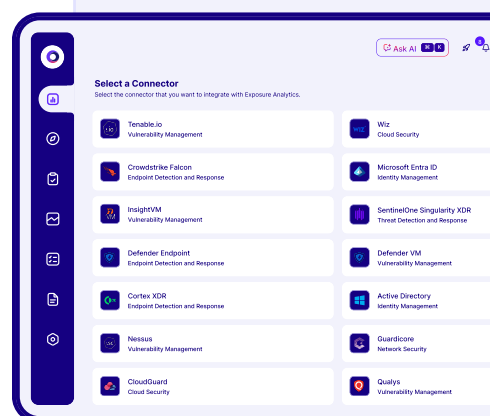 Ask AI ⌘ K
8
Select a Connector
Select the connector that you want to integrate with Exposure Analytics.
Tenable.io
Vulnerability Management
Wiz
Cloud Security
Crowdstrike Falcon
Endpoint Detection and Response
Microsoft Entra ID
Identity Management
InsightVM
Vulnerability Management
SentinelOne Singularity XDR
Threat Detection and Response
Defender Endpoint
Endpoint Detection and Response
Defender VM
Vulnerability Management
Cortex XDR
Endpoint Detection and Response
Active Directory
Identity Management
Nessus
Vulnerability Management
Guardicore
Network Security
CloudGuard
Cloud Security
Qualys
Vulnerability Management